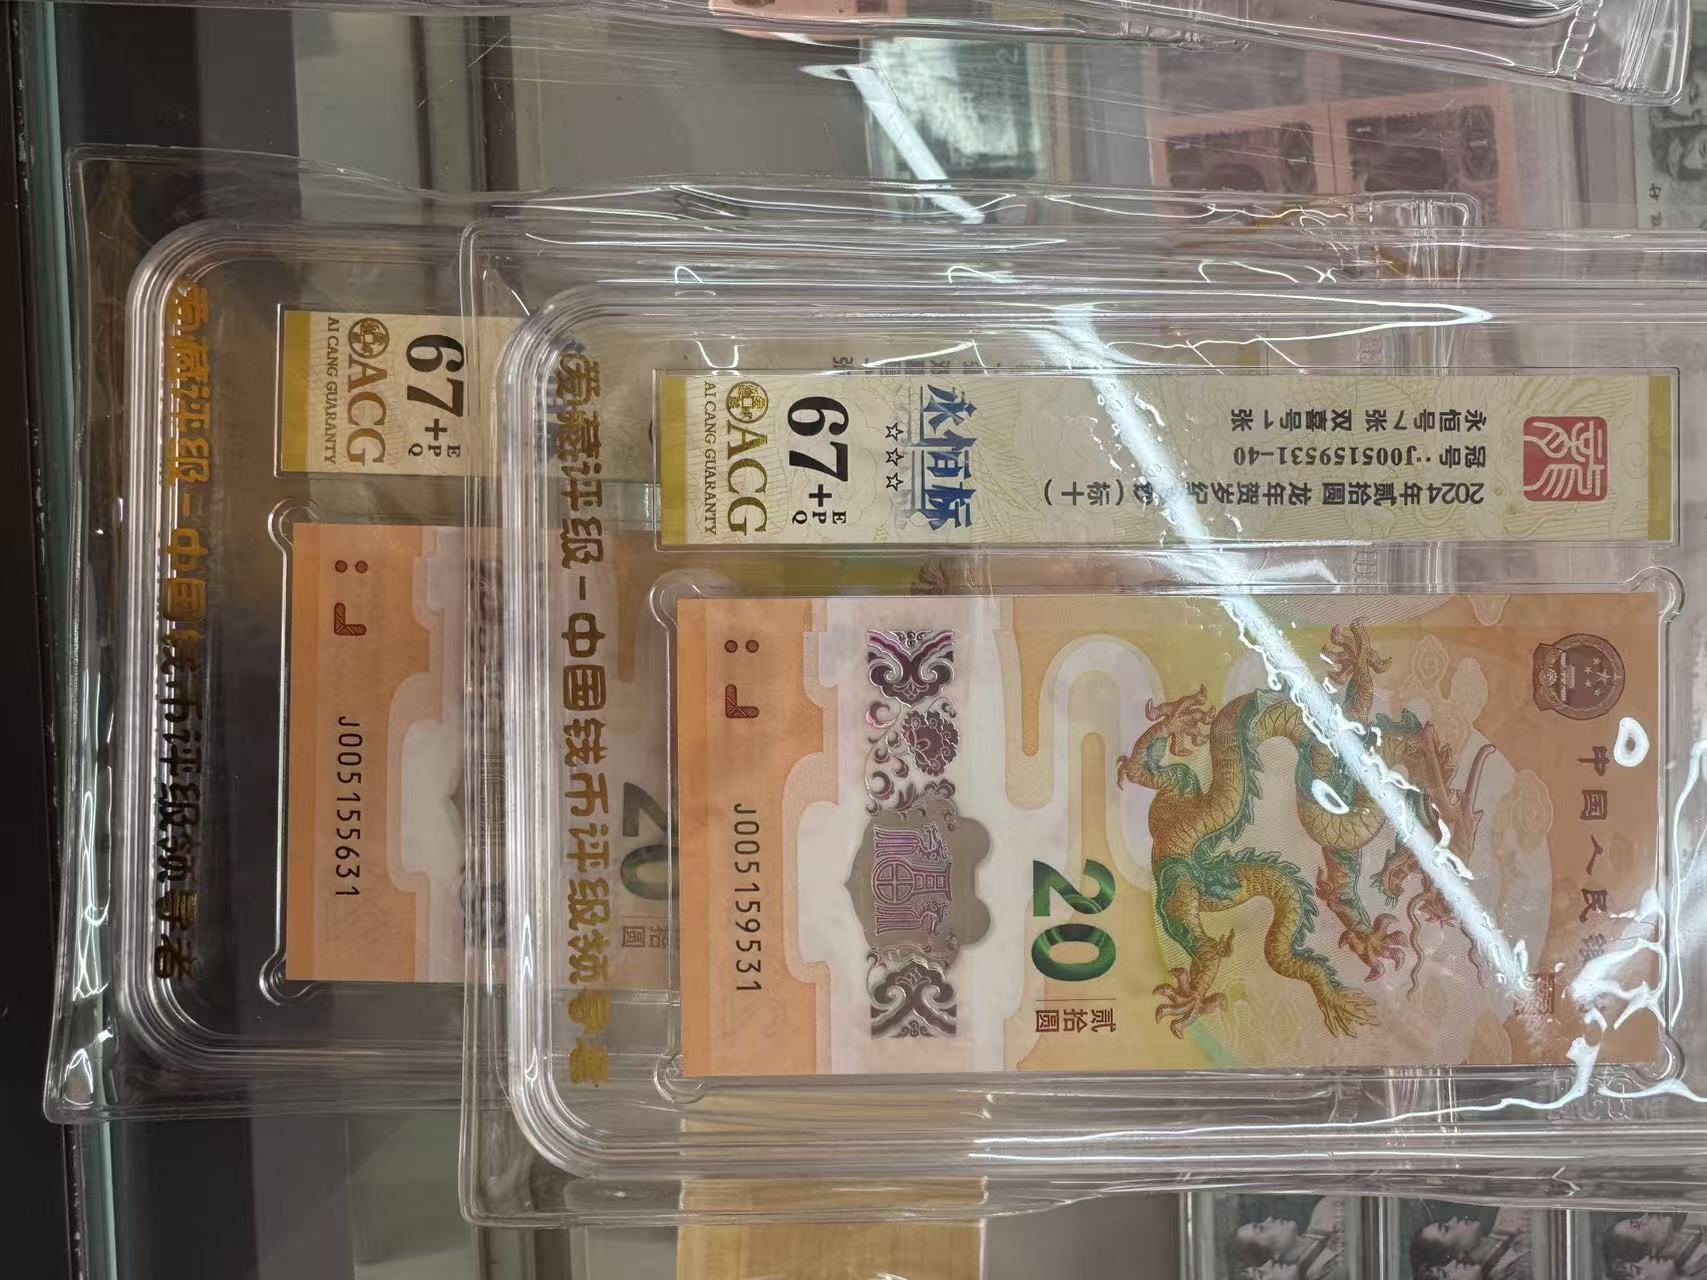 爱藏评级-中国钱币评级领导者
ACG
AI CANG GUARANTY
67+
E
P
Q
J005155631
20
拾
圆
爱藏评级-中国钱币评级领导者
ACG
AI CANG GUARANTY
67+
E
P
Q
永恒标
☆☆☆
2024年贰拾圆 龙年贺岁纪念钞(标十)
冠号:J005159531-40
永恒号7张 双喜号1张
中国人民银
J005159531
20
贰拾
圆